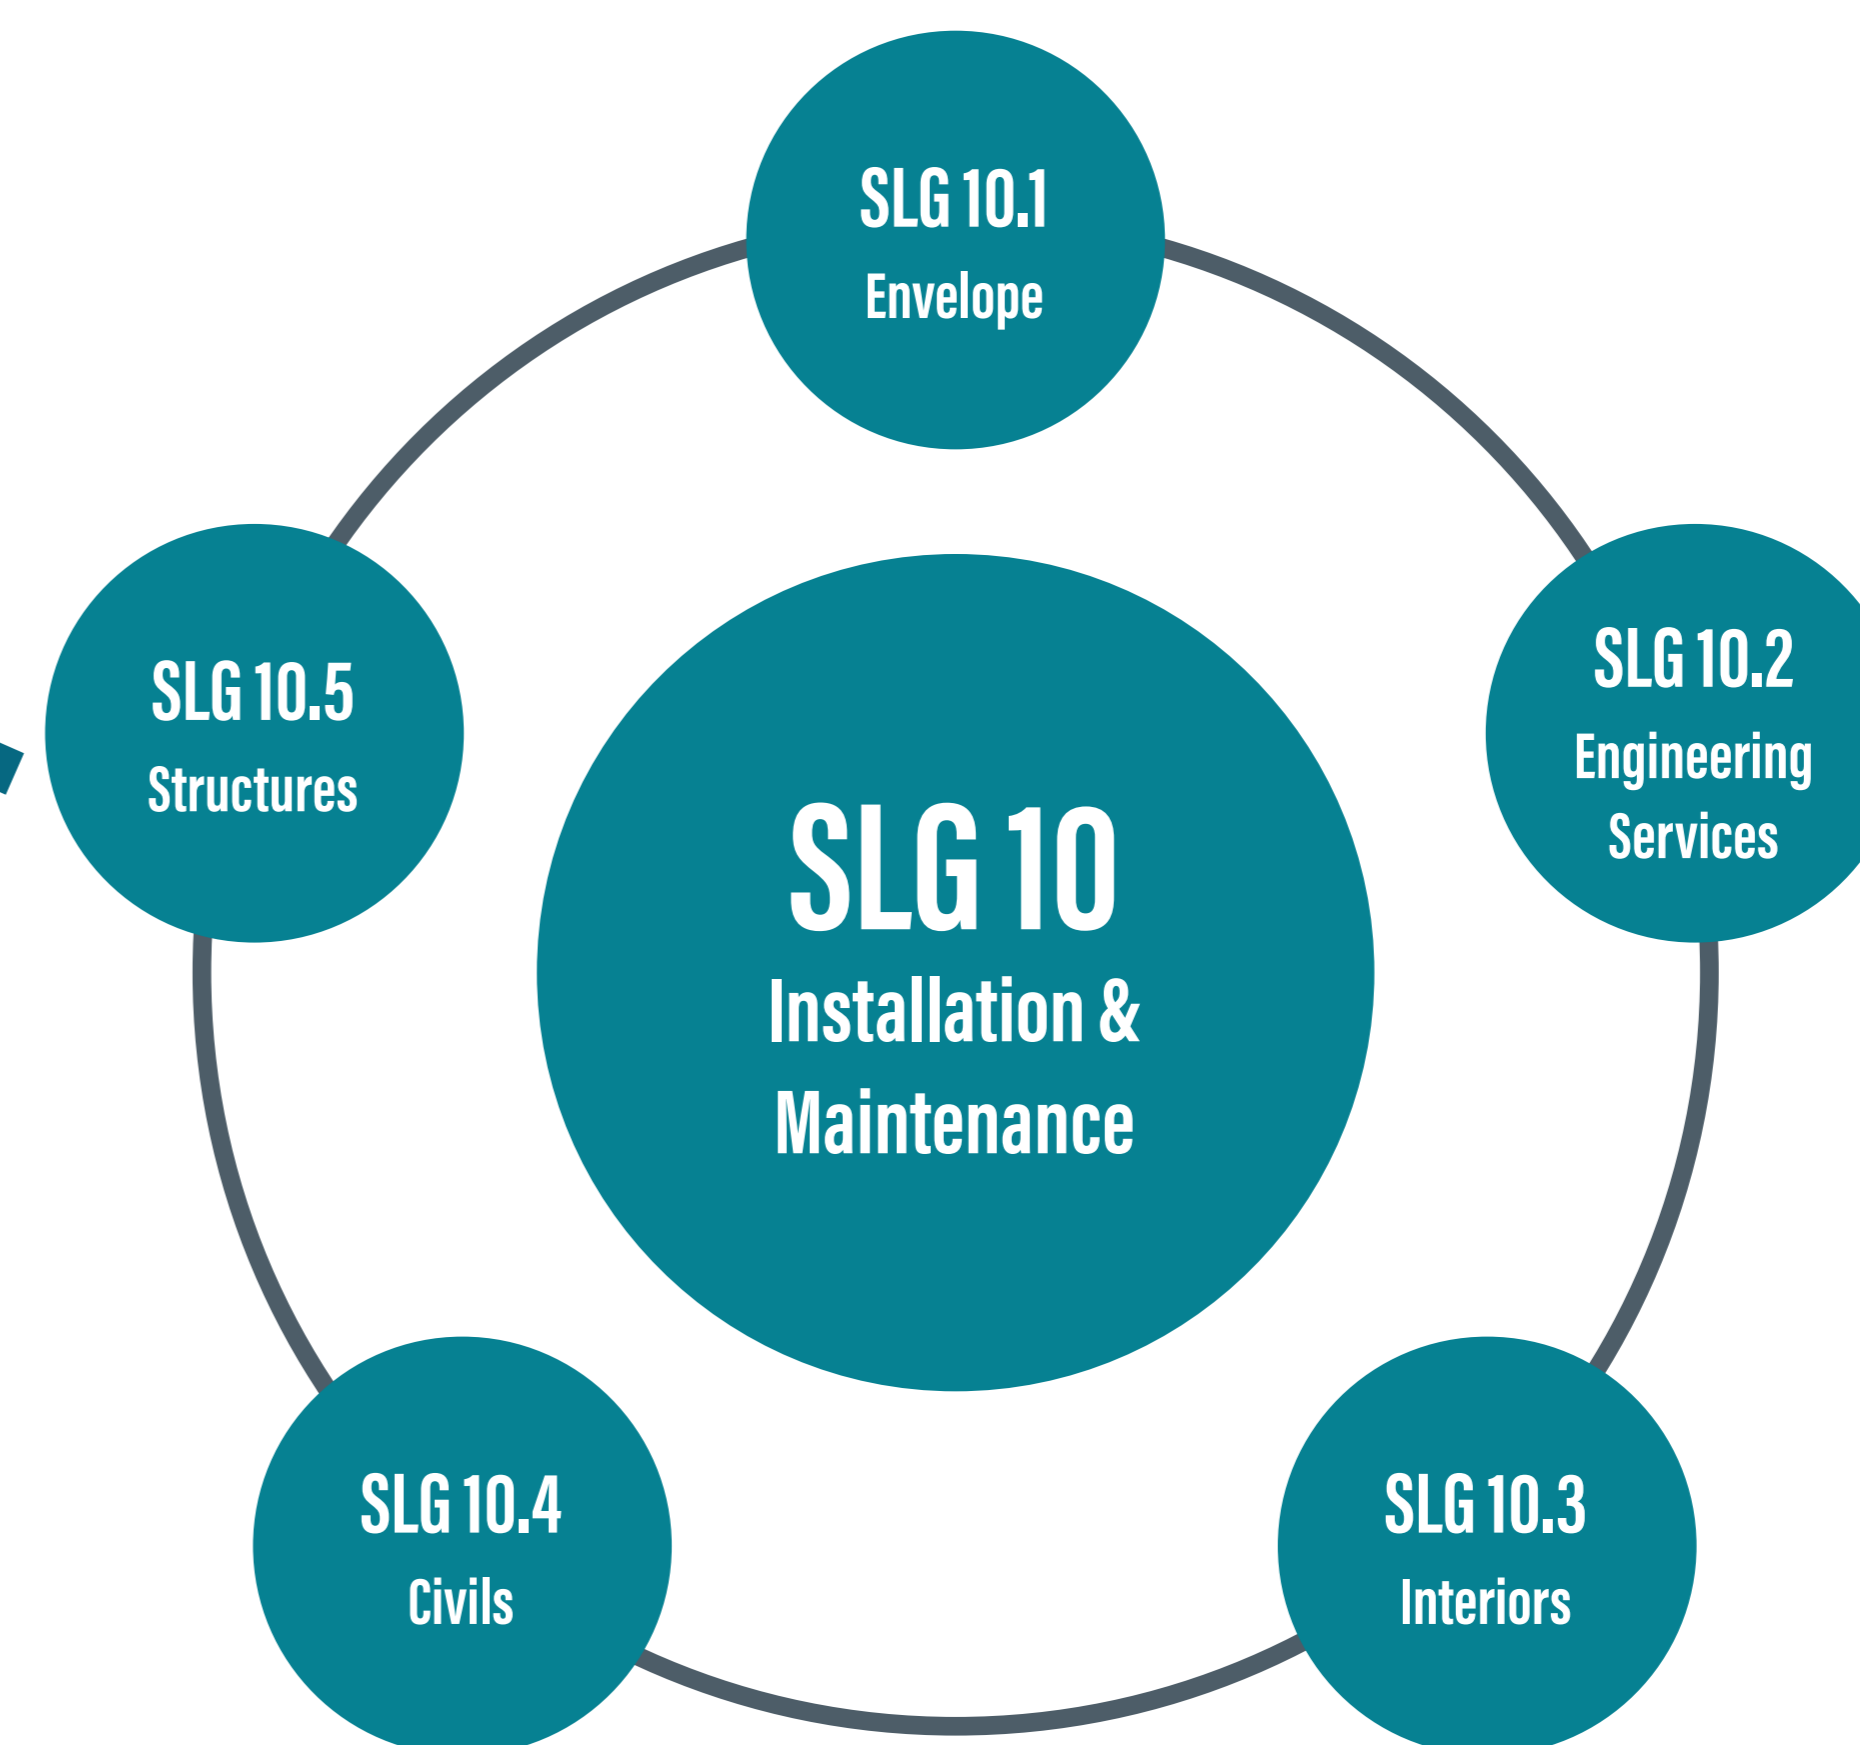 SLG 10.1
Envelope
SLG 10.5
Structures
SLG 10.2
Engineering
Services
SLG 10
Installation &
Maintenance
SLG 10.4
Civils
SLG 10.3
Interiors